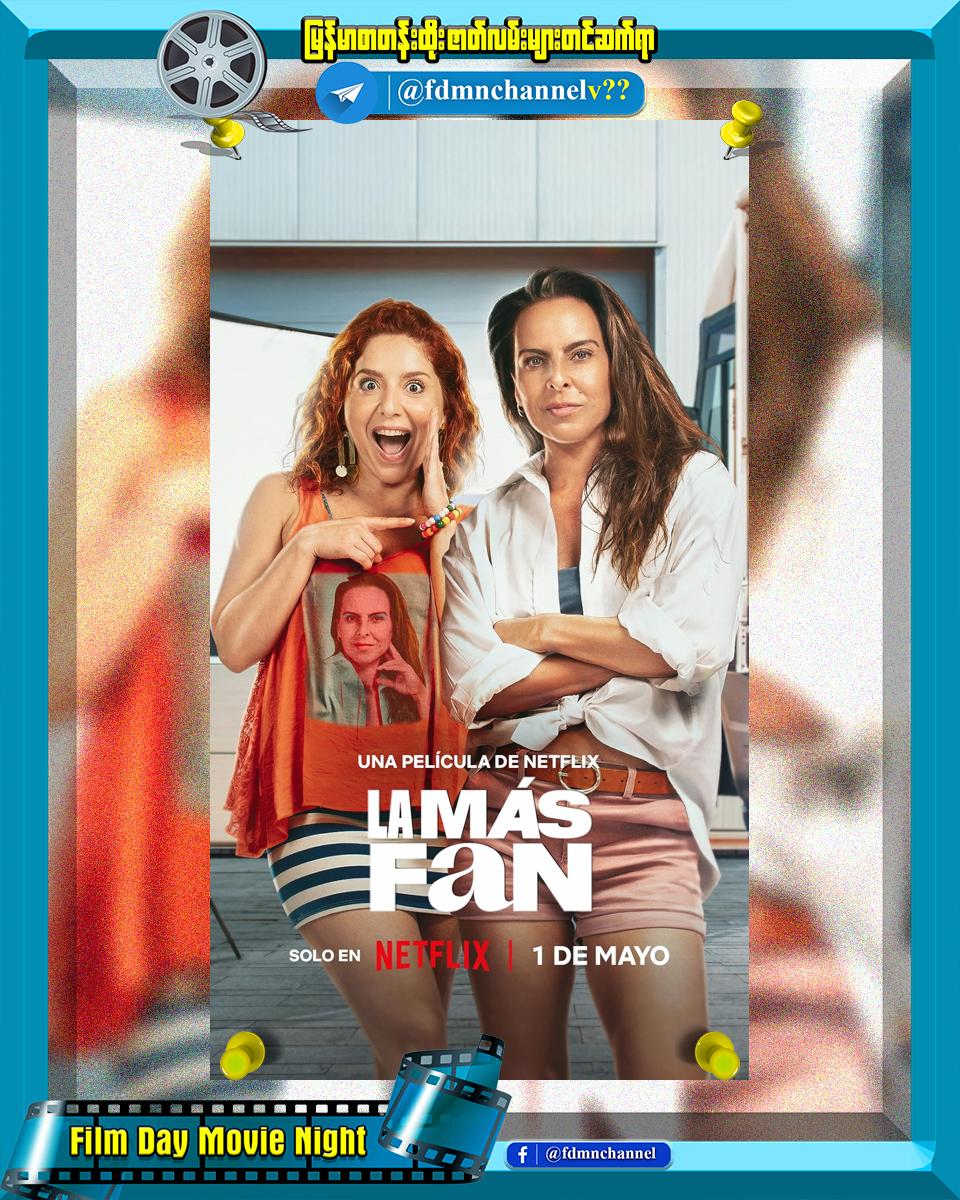 မြန်မာစာတန်းထိုးဇာတ်လမ်းများတင်ဆက်ရာ
@fdmnchannelv??
UNA PELÍCULA DE NETFLIX
LA MÁS
FaN
SOLO EN NETFLIX | 1 DE MAYO
Film Day Movie Night
f | @fdmnchannel